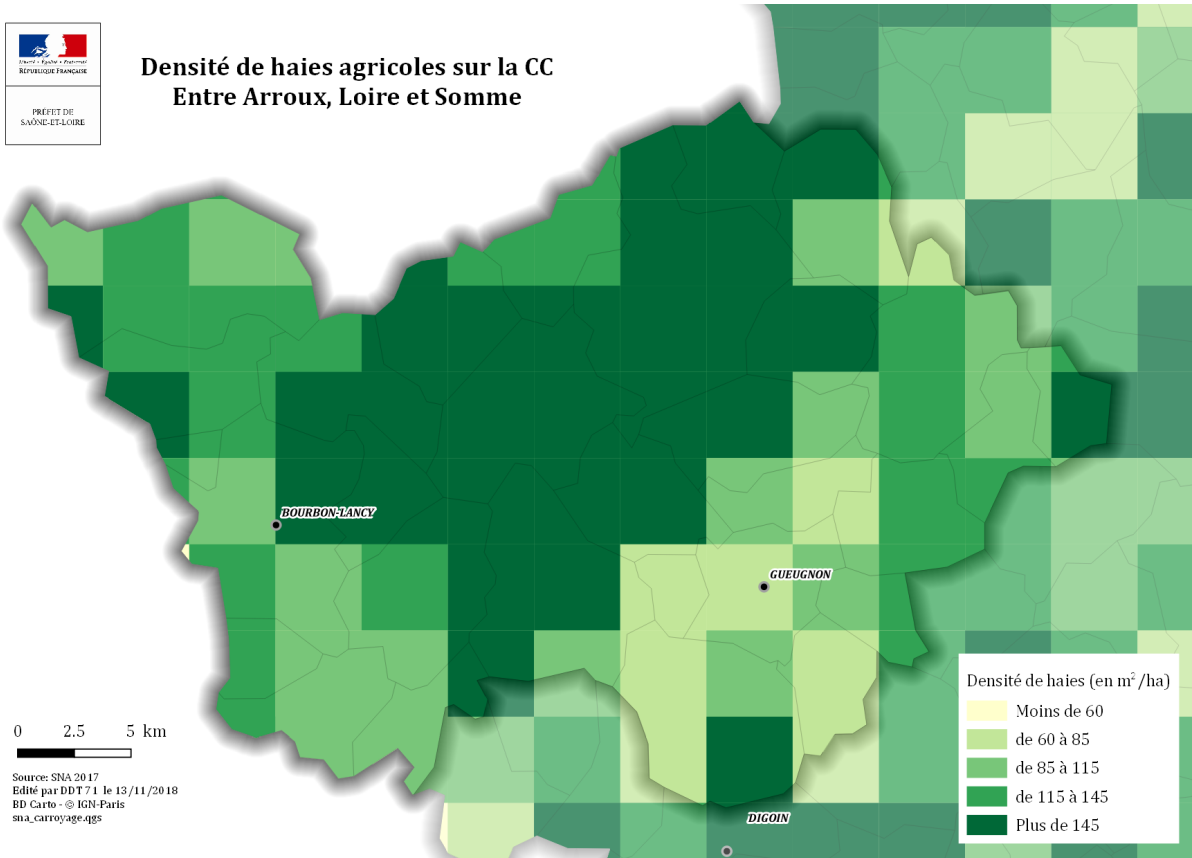 Liberté • Égalité • Fraternité
RÉPUBLIQUE FRANÇAISE
PRÉFET DE
SAÔNE-ET-LOIRE
Densité de haies agricoles sur la CC
Entre Arroux, Loire et Somme
BOURBON-LANCY
GUEUGNON
DIGOIN
0 2.5 5 km
Source: SNA 2017
Edité par DDT 71 le 13/11/2018
BD Carto - © IGN-Paris
sna_carroyage.qgs
Densité de haies (en m²/ha)
Moins de 60
de 60 à 85
de 85 à 115
de 115 à 145
Plus de 145